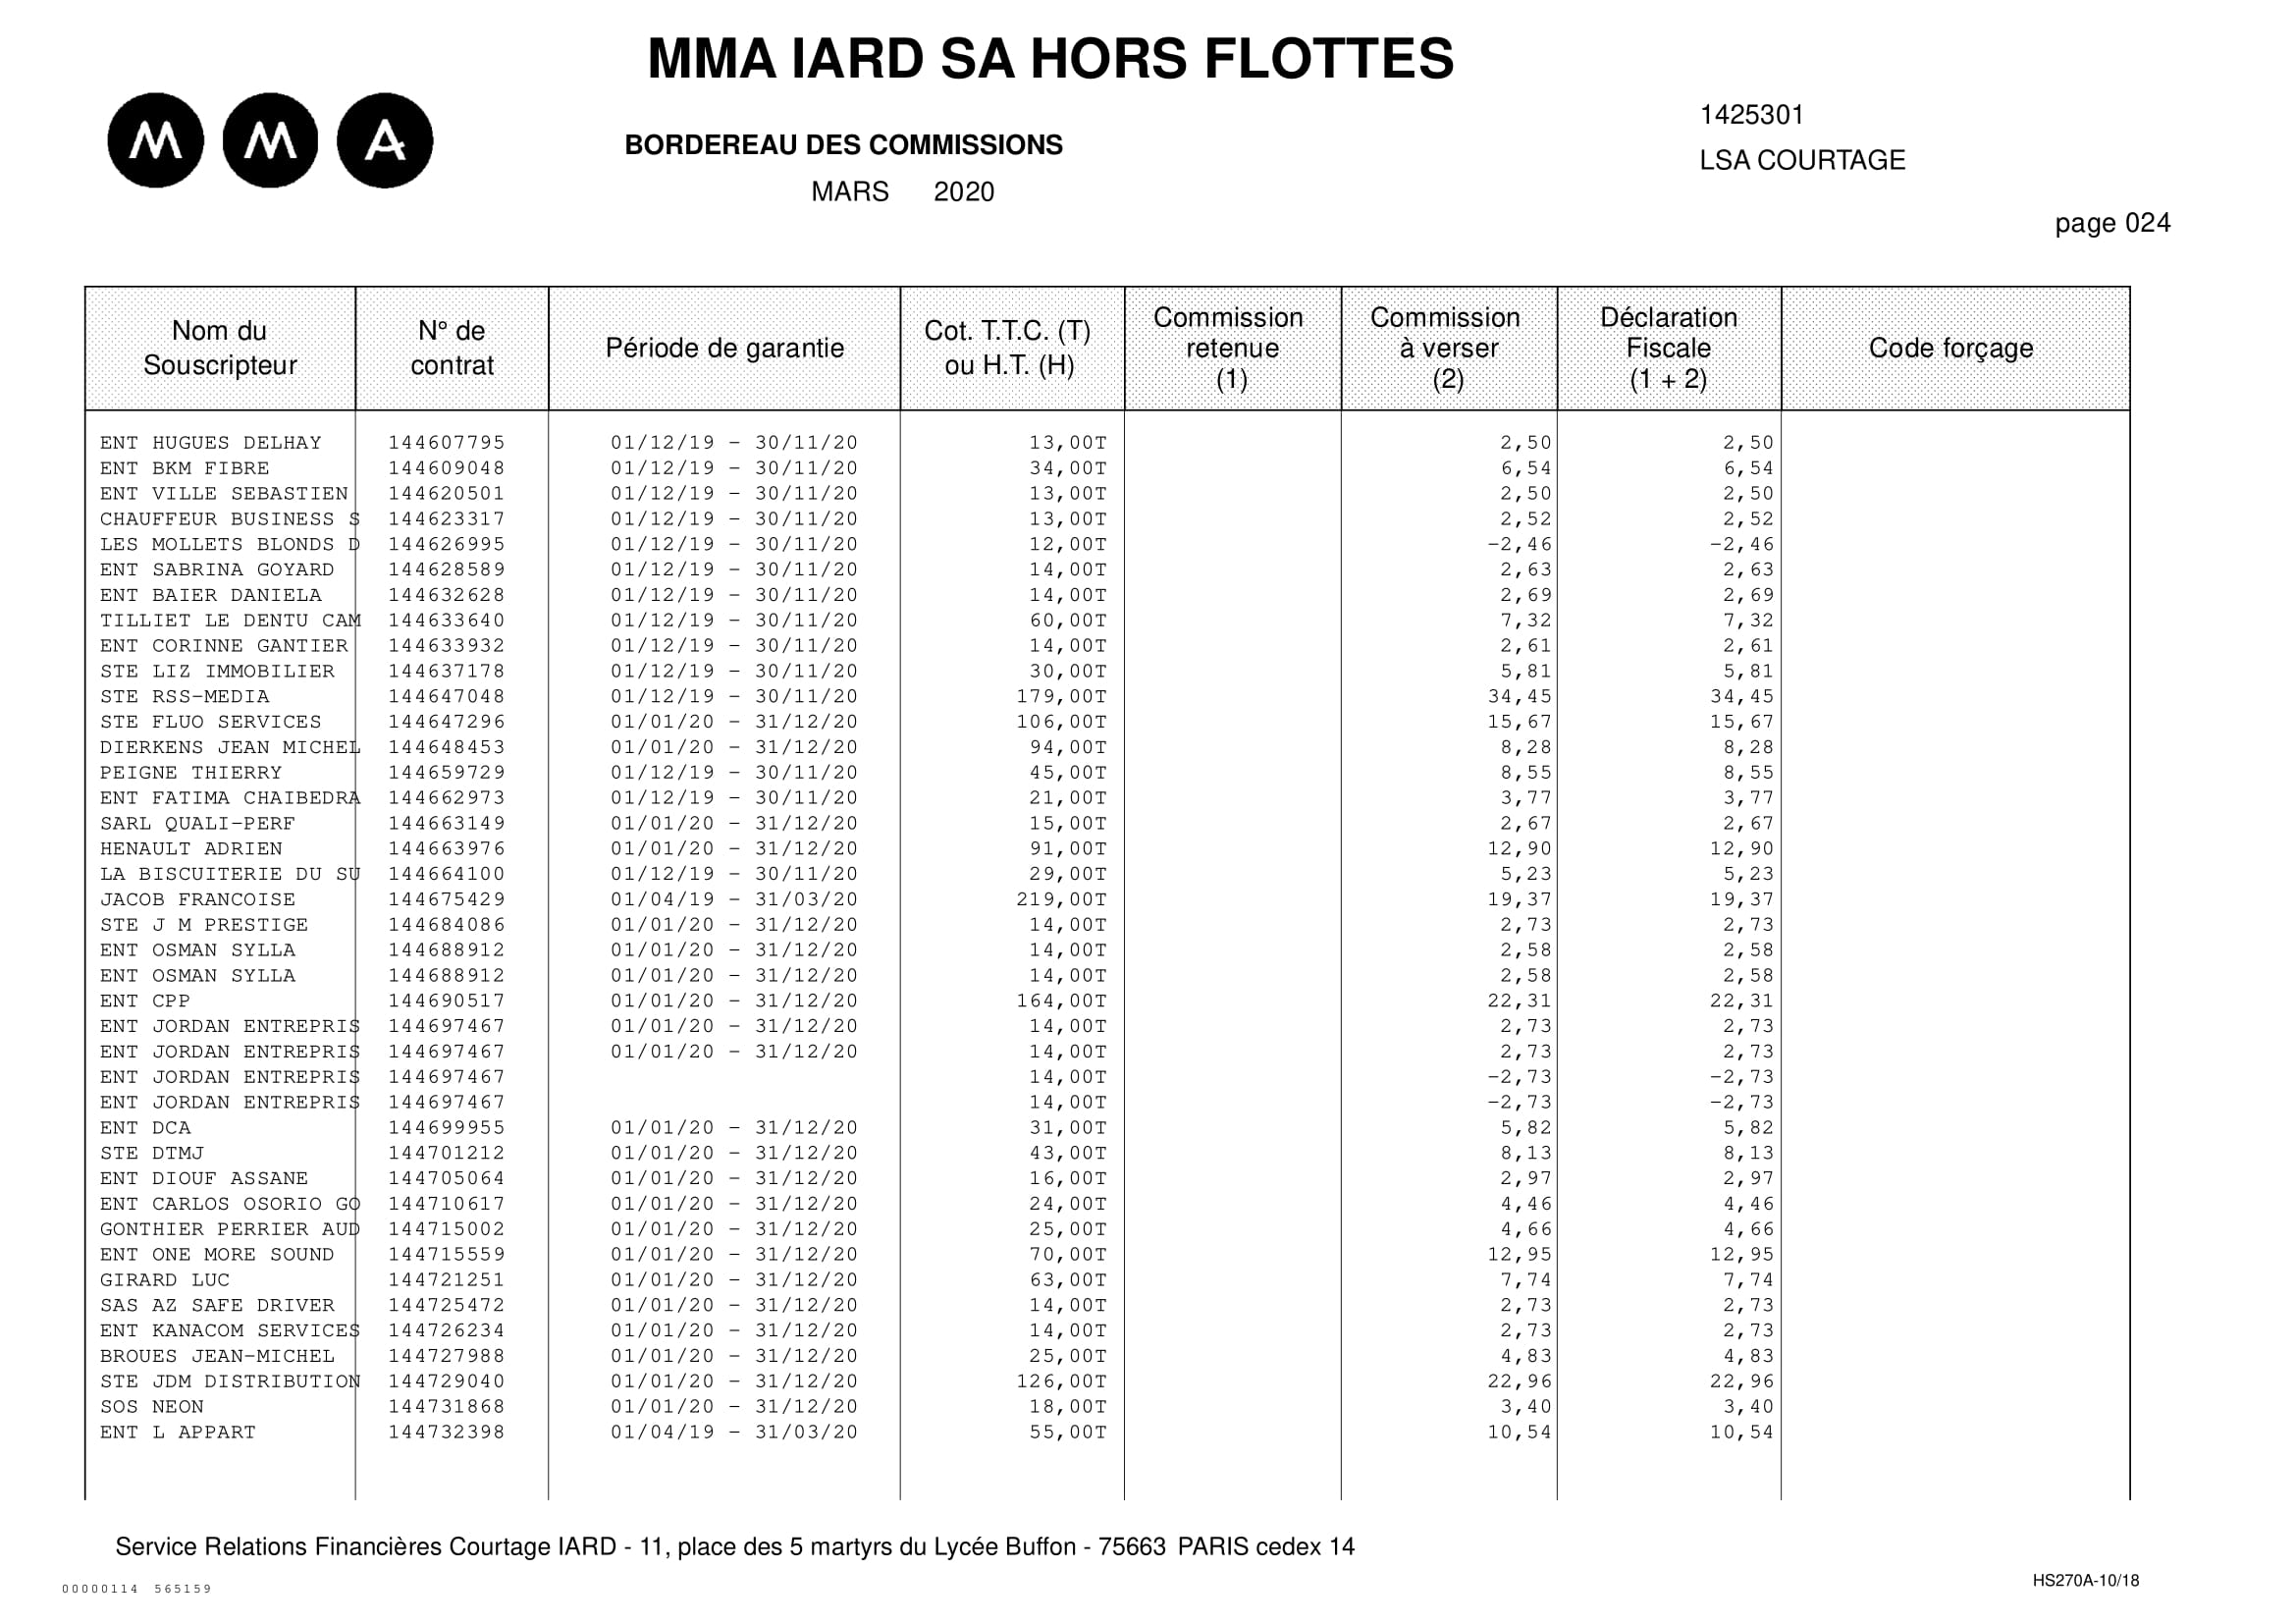 MMA IARD SA HORS FLOTTES
M M A
BORDEREAU DES COMMISSIONS
MARS 2020
1425301
LSA COURTAGE
page 024
Nom du Souscripteur N° de contrat Période de garantie Cot. T.T.C. (T) ou H.T. (H) Commission retenue (1) Commission à verser (2) Déclaration Fiscale (1 + 2) Code forçage
ENT HUGUES DELHAY 144607795 01/12/19 - 30/11/20 13,00T 2,50 2,50
ENT BKM FIBRE 144609048 01/12/19 - 30/11/20 34,00T 6,54 6,54
ENT VILLE SEBASTIEN 144620501 01/12/19 - 30/11/20 13,00T 2,50 2,50
CHAUFFEUR BUSINESS S 144623317 01/12/19 - 30/11/20 13,00T 2,52 2,52
LES MOLLETS BLONDS D 144626995 01/12/19 - 30/11/20 12,00T -2,46 -2,46
ENT SABRINA GOYARD 144628589 01/12/19 - 30/11/20 14,00T 2,63 2,63
ENT BAIER DANIELA 144632628 01/12/19 - 30/11/20 14,00T 2,69 2,69
TILLIET LE DENTU CAM 144633640 01/12/19 - 30/11/20 60,00T 7,32 7,32
ENT CORINNE GANTIER 144633932 01/12/19 - 30/11/20 14,00T 2,61 2,61
STE LIZ IMMOBILIER 144637178 01/12/19 - 30/11/20 30,00T 5,81 5,81
STE RSS-MEDIA 144647048 01/12/19 - 30/11/20 179,00T 34,45 34,45
STE FLUO SERVICES 144647296 01/01/20 - 31/12/20 106,00T 15,67 15,67
DIERKENS JEAN MICHEL 144648453 01/01/20 - 31/12/20 94,00T 8,28 8,28
PEIGNE THIERRY 144659729 01/12/19 - 30/11/20 45,00T 8,55 8,55
ENT FATIMA CHAIBEDRA 144662973 01/12/19 - 30/11/20 21,00T 3,77 3,77
SARL QUALI-PERF 144663149 01/01/20 - 31/12/20 15,00T 2,67 2,67
HENAULT ADRIEN 144663976 01/01/20 - 31/12/20 91,00T 12,90 12,90
LA BISCUITERIE DU SU 144664100 01/12/19 - 30/11/20 29,00T 5,23 5,23
JACOB FRANCOISE 144675429 01/04/19 - 31/03/20 219,00T 19,37 19,37
STE J M PRESTIGE 144684086 01/01/20 - 31/12/20 14,00T 2,73 2,73
ENT OSMAN SYLLA 144688912 01/01/20 - 31/12/20 14,00T 2,58 2,58
ENT OSMAN SYLLA 144688912 01/01/20 - 31/12/20 14,00T 2,58 2,58
ENT CPP 144690517 01/01/20 - 31/12/20 164,00T 22,31 22,31
ENT JORDAN ENTREPRIS 144697467 01/01/20 - 31/12/20 14,00T 2,73 2,73
ENT JORDAN ENTREPRIS 144697467 01/01/20 - 31/12/20 14,00T 2,73 2,73
ENT JORDAN ENTREPRIS 144697467 14,00T -2,73 -2,73
ENT JORDAN ENTREPRIS 144697467 14,00T -2,73 -2,73
ENT DCA 144699955 01/01/20 - 31/12/20 31,00T 5,82 5,82
STE DTMJ 144701212 01/01/20 - 31/12/20 43,00T 8,13 8,13
ENT DIOUF ASSANE 144705064 01/01/20 - 31/12/20 16,00T 2,97 2,97
ENT CARLOS OSORIO GO 144710617 01/01/20 - 31/12/20 24,00T 4,46 4,46
GONTHIER PERRIER AUD 144715002 01/01/20 - 31/12/20 25,00T 4,66 4,66
ENT ONE MORE SOUND 144715559 01/01/20 - 31/12/20 70,00T 12,95 12,95
GIRARD LUC 144721251 01/01/20 - 31/12/20 63,00T 7,74 7,74
SAS AZ SAFE DRIVER 144725472 01/01/20 - 31/12/20 14,00T 2,73 2,73
ENT KANACOM SERVICES 144726234 01/01/20 - 31/12/20 14,00T 2,73 2,73
BROUES JEAN-MICHEL 144727988 01/01/20 - 31/12/20 25,00T 4,83 4,83
STE JDM DISTRIBUTION 144729040 01/01/20 - 31/12/20 126,00T 22,96 22,96
SOS NEON 144731868 01/01/20 - 31/12/20 18,00T 3,40 3,40
ENT L APPART 144732398 01/04/19 - 31/03/20 55,00T 10,54 10,54
Service Relations Financières Courtage IARD - 11, place des 5 martyrs du Lycée Buffon - 75663 PARIS cedex 14
00000114 565159
HS270A-10/18